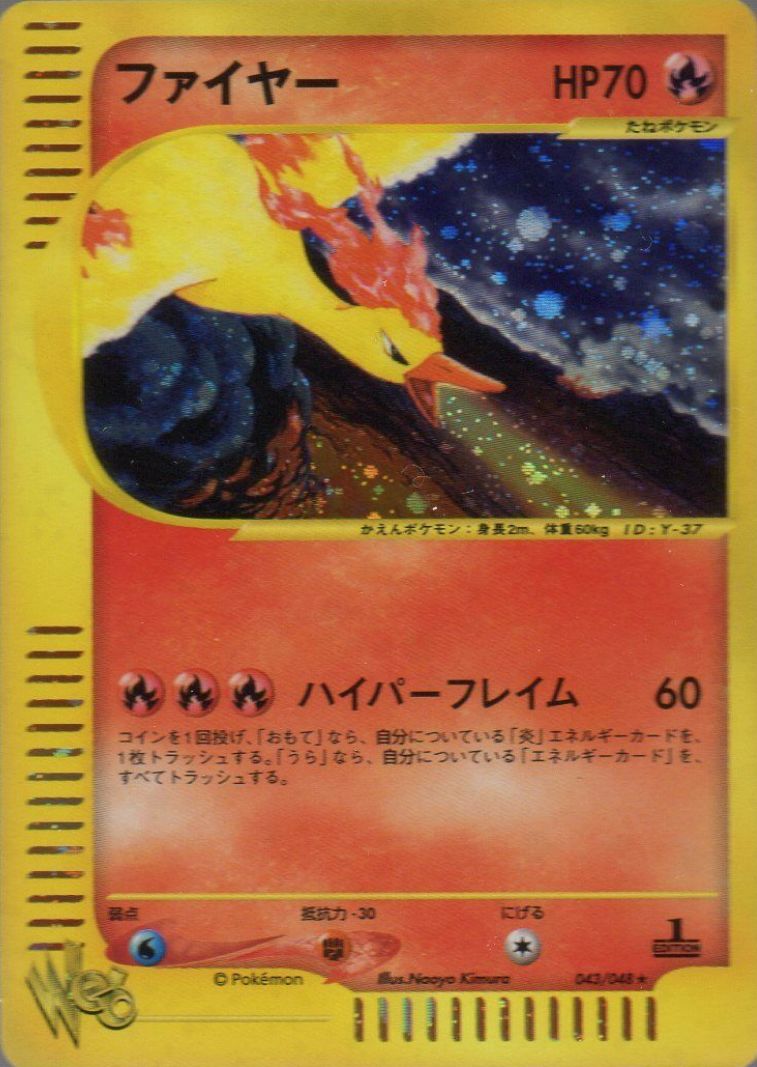 ファイヤー HP70
たねポケモン
かえんポケモン：身長2m、体重60kg ID：Y-37
ハイパーフレイム 60
コインを1回投げ、「おもて」なら、自分についている「炎」エネルギーカードを、
1枚トラッシュする。「うら」なら、自分についている「エネルギーカード」を、
すべてトラッシュする。
弱点 抵抗力 -30 にげる
1
EDITION
©Pokémon Illus.Naoyo Kimura 043/048★
Web